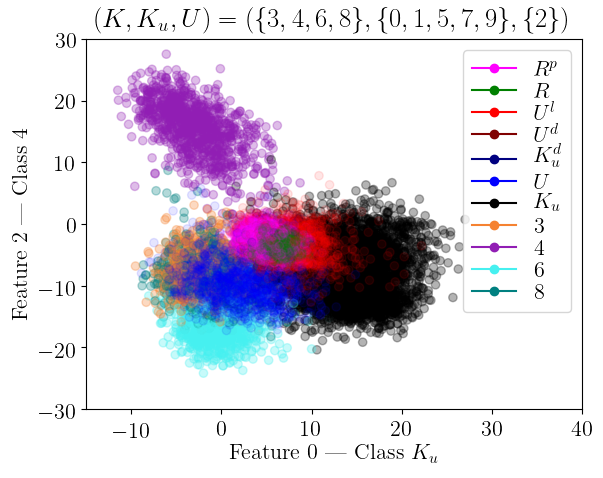 (K, K_u, U) = ({3, 4, 6, 8}, {0, 1, 5, 7, 9}, {2})
30
20
10
0
−10
−20
−30
Feature 2 — Class 4
R^p
R
U^l
U^d
K_u^d
U
K_u
3
4
6
8
−10
0
10
20
30
40
Feature 0 — Class K_u